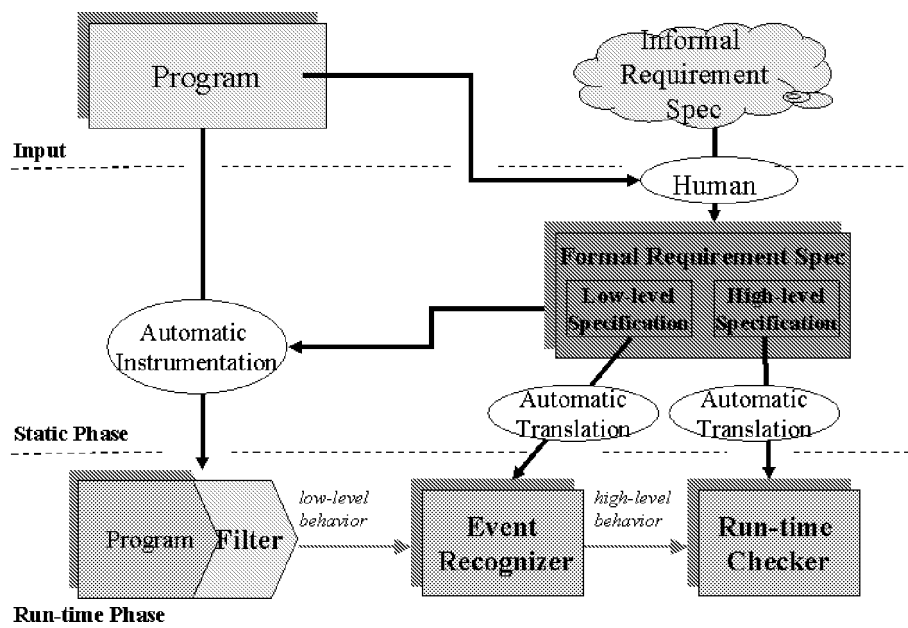 Program
Informal
Requirement
Spec
Input
Human
Formal Requirement Spec
Low-level
Specification
High-level
Specification
Automatic
Instrumentation
Automatic
Translation
Automatic
Translation
Static Phase
Program
Filter
low-level
behavior
Event
Recognizer
high-level
behavior
Run-time
Checker
Run-time Phase